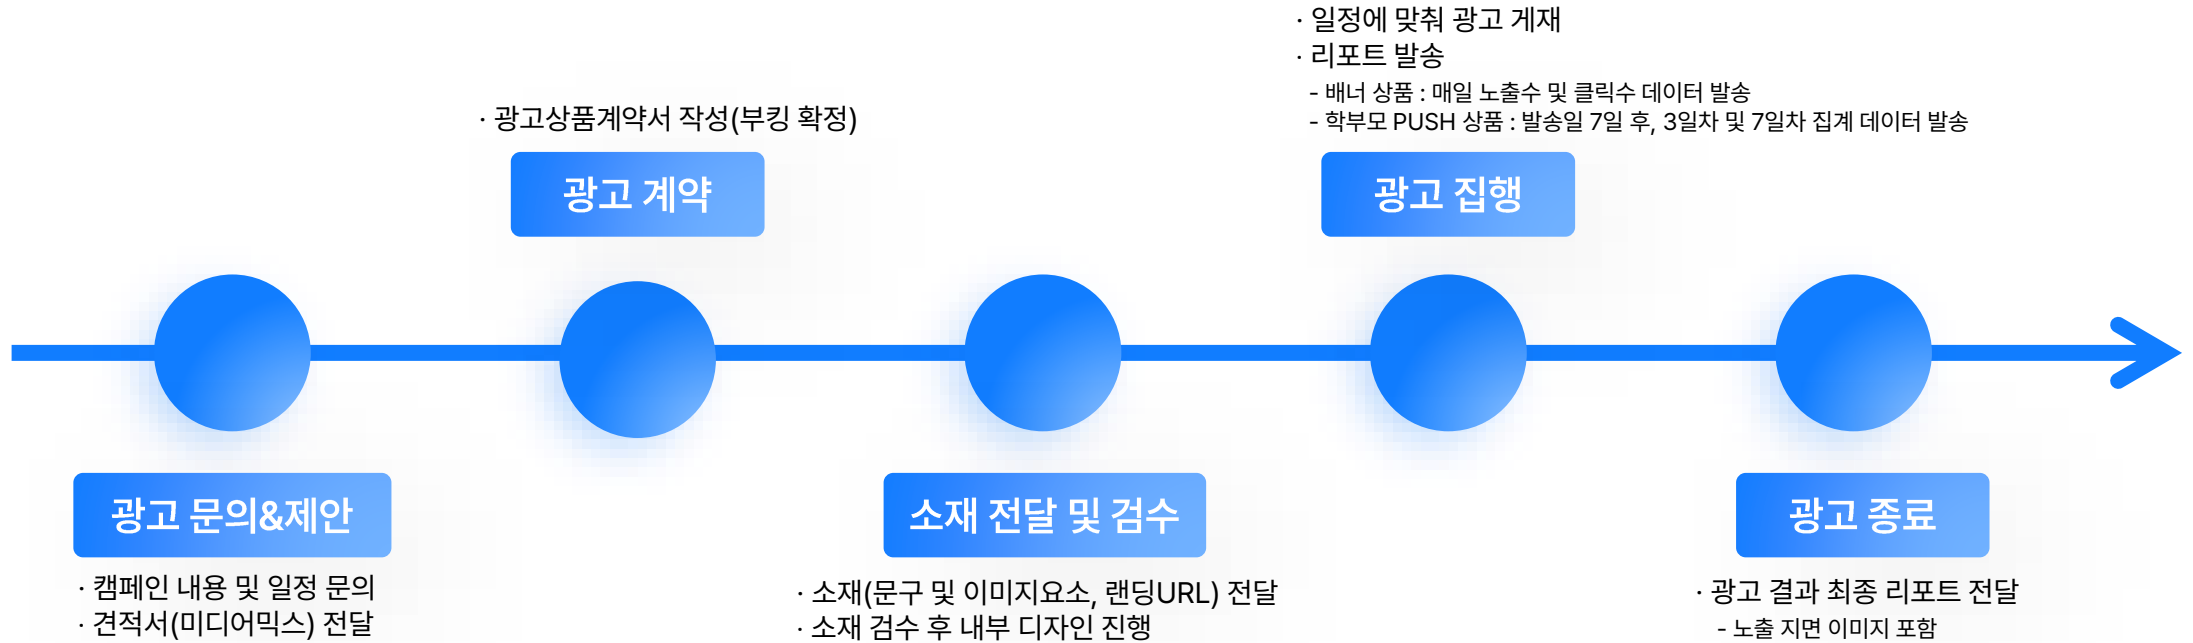 광고 문의&제안
· 캠페인 내용 및 일정 문의
· 견적서(미디어믹스) 전달
· 광고상품계약서 작성(부킹 확정)
광고 계약
소재 전달 및 검수
· 소재(문구 및 이미지요소, 랜딩URL) 전달
· 소재 검수 후 내부 디자인 진행
· 일정에 맞춰 광고 게재
· 리포트 발송
- 배너 상품 : 매일 노출수 및 클릭수 데이터 발송
- 학부모 PUSH 상품 : 발송일 7일 후, 3일차 및 7일차 집계 데이터 발송
광고 집행
광고 종료
· 광고 결과 최종 리포트 전달
- 노출 지면 이미지 포함